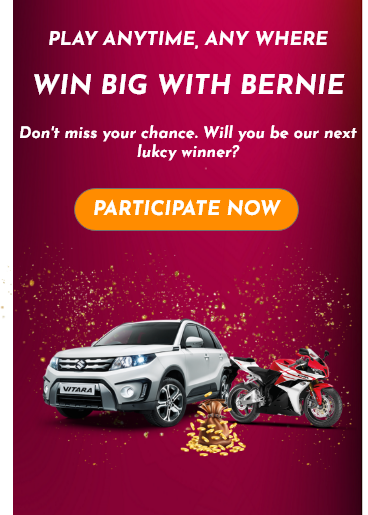 PLAY ANYTIME, ANY WHERE
WIN BIG WITH BERNIE
Don't miss your chance. Will you be our next
lukcy winner?
PARTICIPATE NOW
VITARA